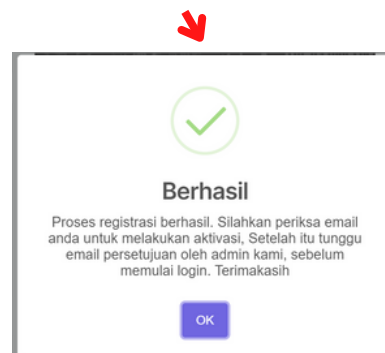 Berhasil
Proses registrasi berhasil. Silahkan periksa email
anda untuk melakukan aktivasi, Setelah itu tunggu
email persetujuan oleh admin kami, sebelum
memulai login. Terimakasih
OK